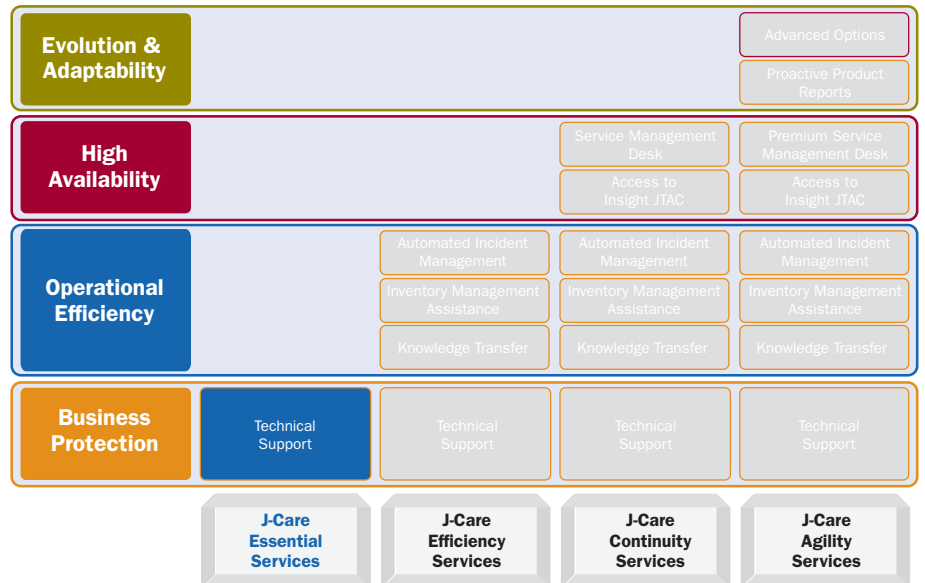 Evolution &
Adaptability
Advanced Options
Proactive Product
Reports
High
Availability
Service Management
Desk
Premium Service
Management Desk
Access to
Insight JTAC
Access to
Insight JTAC
Operational
Efficiency
Automated Incident
Management
Automated Incident
Management
Automated Incident
Management
Inventory Management
Assistance
Inventory Management
Assistance
Inventory Management
Assistance
Knowledge Transfer
Knowledge Transfer
Knowledge Transfer
Business
Protection
Technical
Support
Technical
Support
Technical
Support
Technical
Support
J-Care
Essential
Services
J-Care
Efficiency
Services
J-Care
Continuity
Services
J-Care
Agility
Services